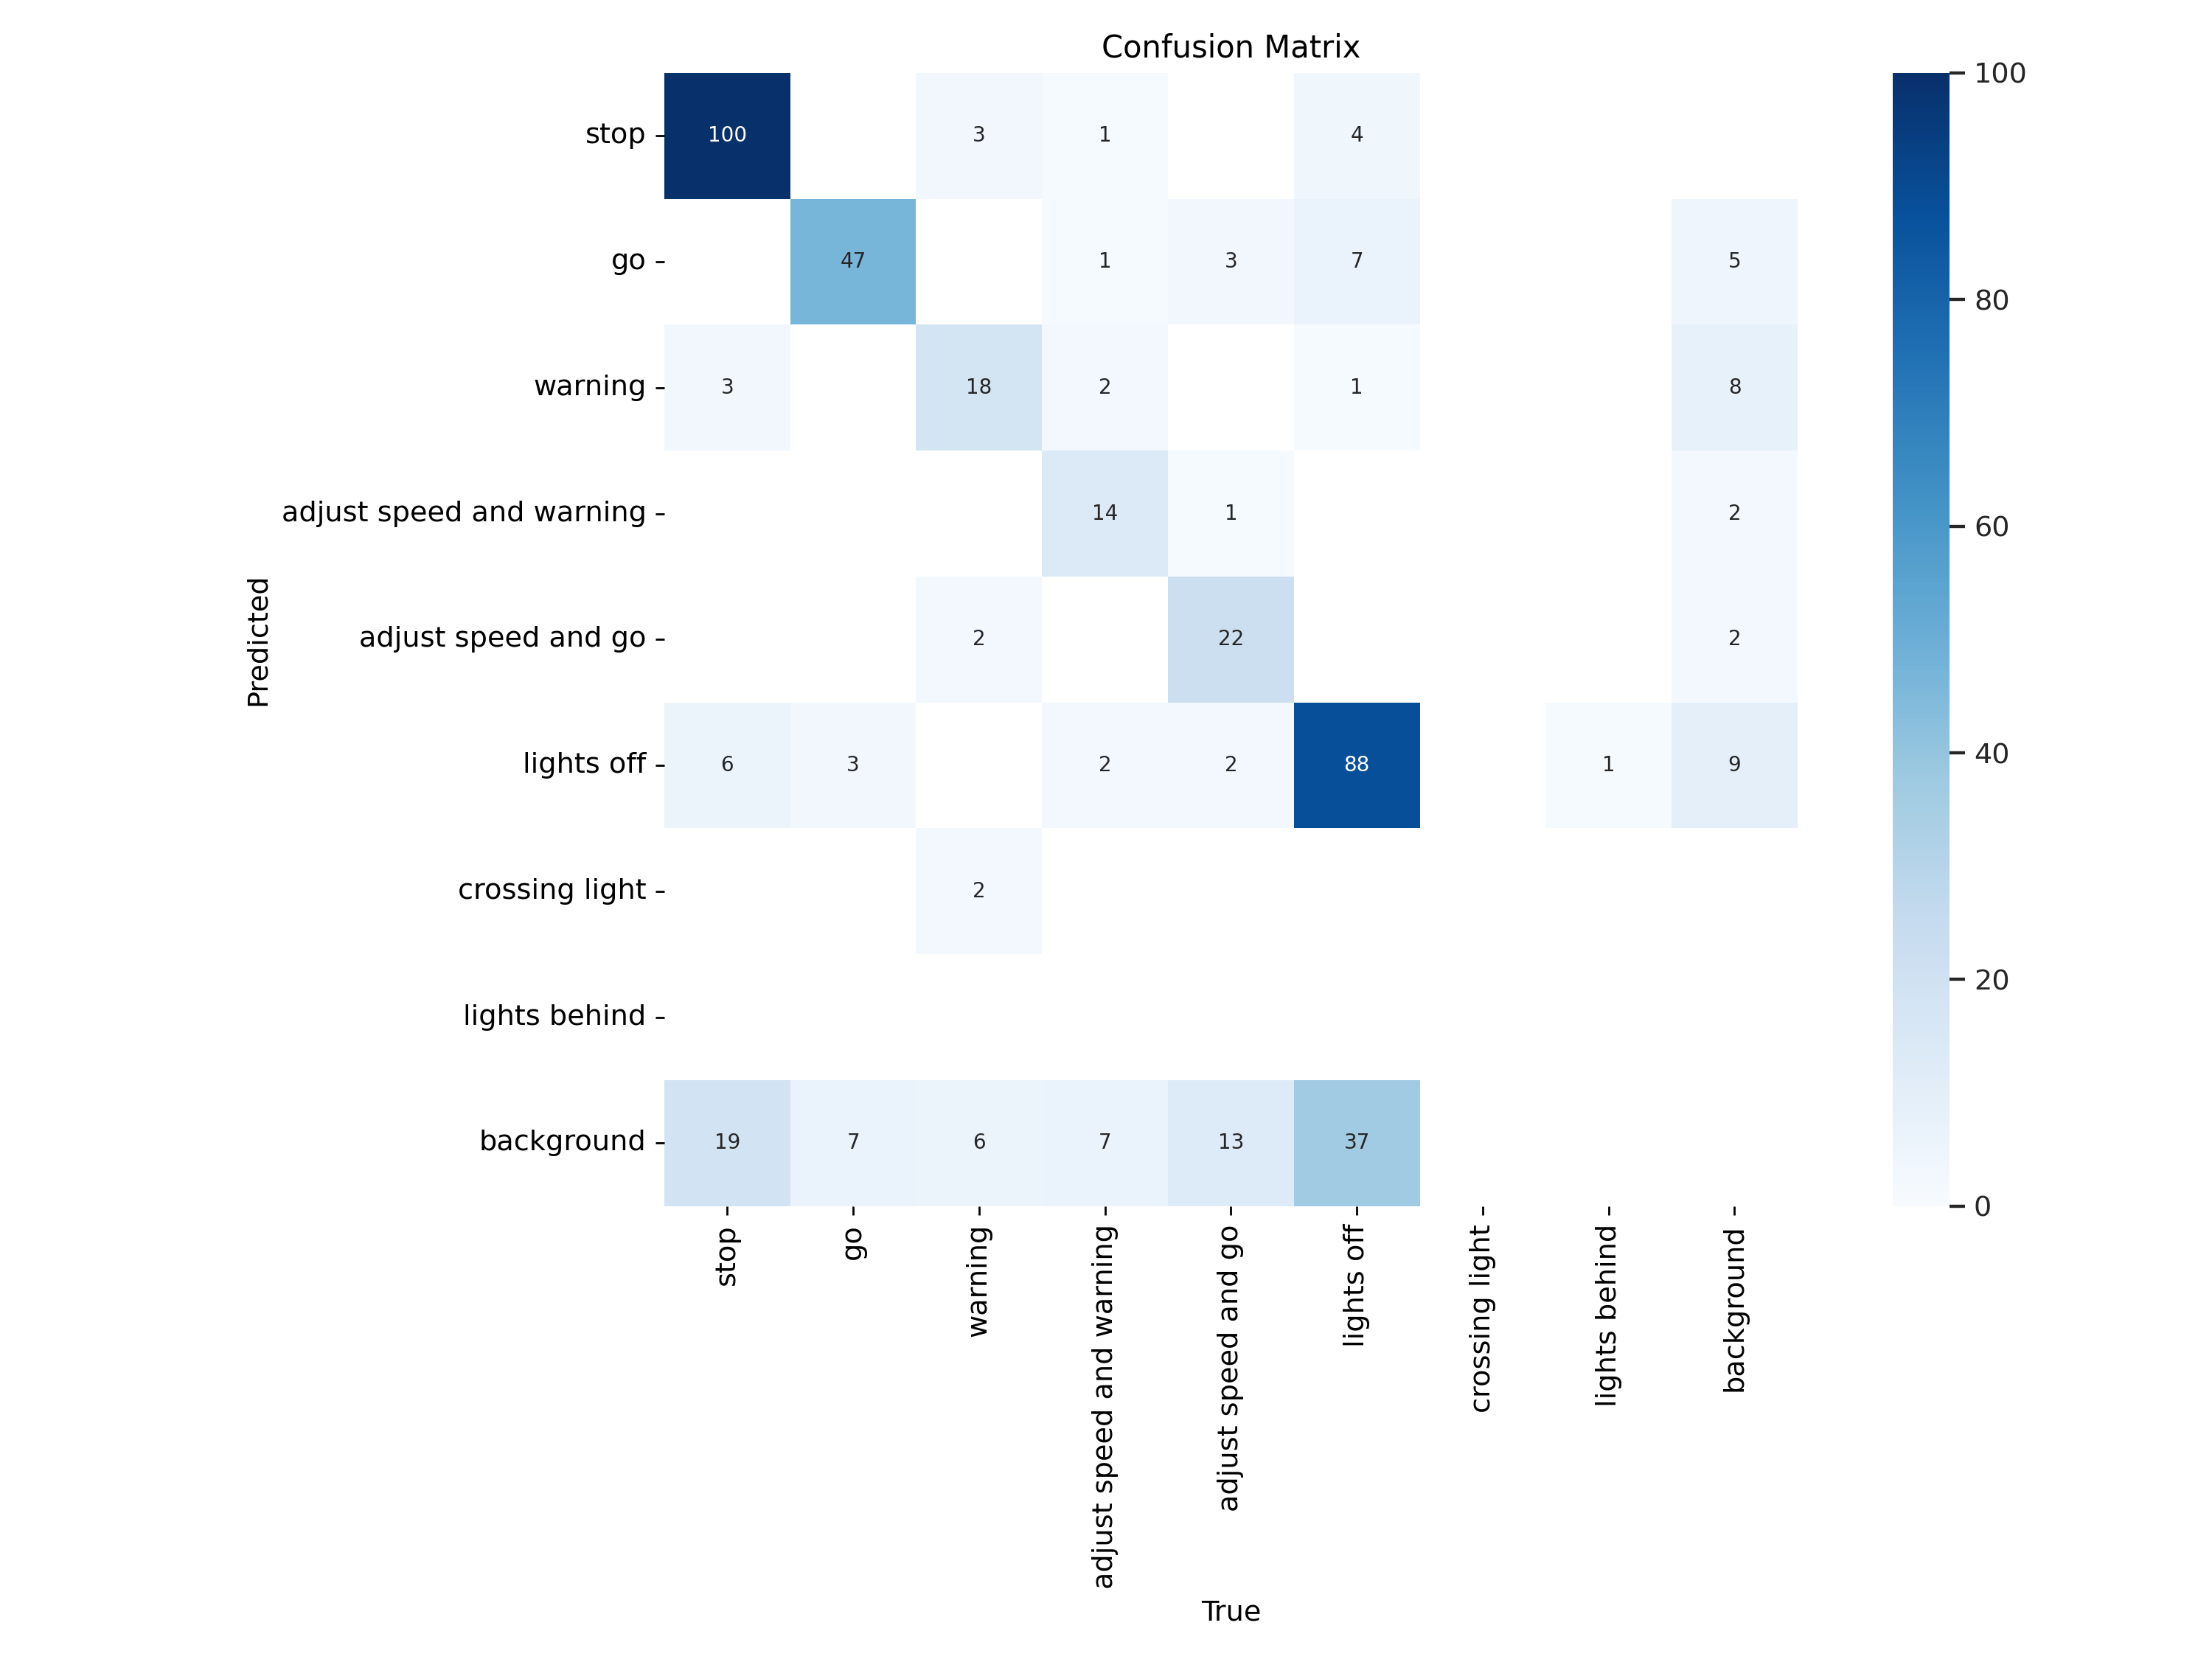 Confusion Matrix
stop 100 3 1 4
go 47 1 3 7 5
warning 3 18 2 1 8
adjust speed and warning 14 1 2
adjust speed and go 2 22 2
lights off 6 3 2 2 88 1 9
crossing light 2
lights behind
background 19 7 6 7 13 37
Predicted
stop
go
warning
adjust speed and warning
adjust speed and go
lights off
crossing light
lights behind
background
True
100
80
60
40
20
0